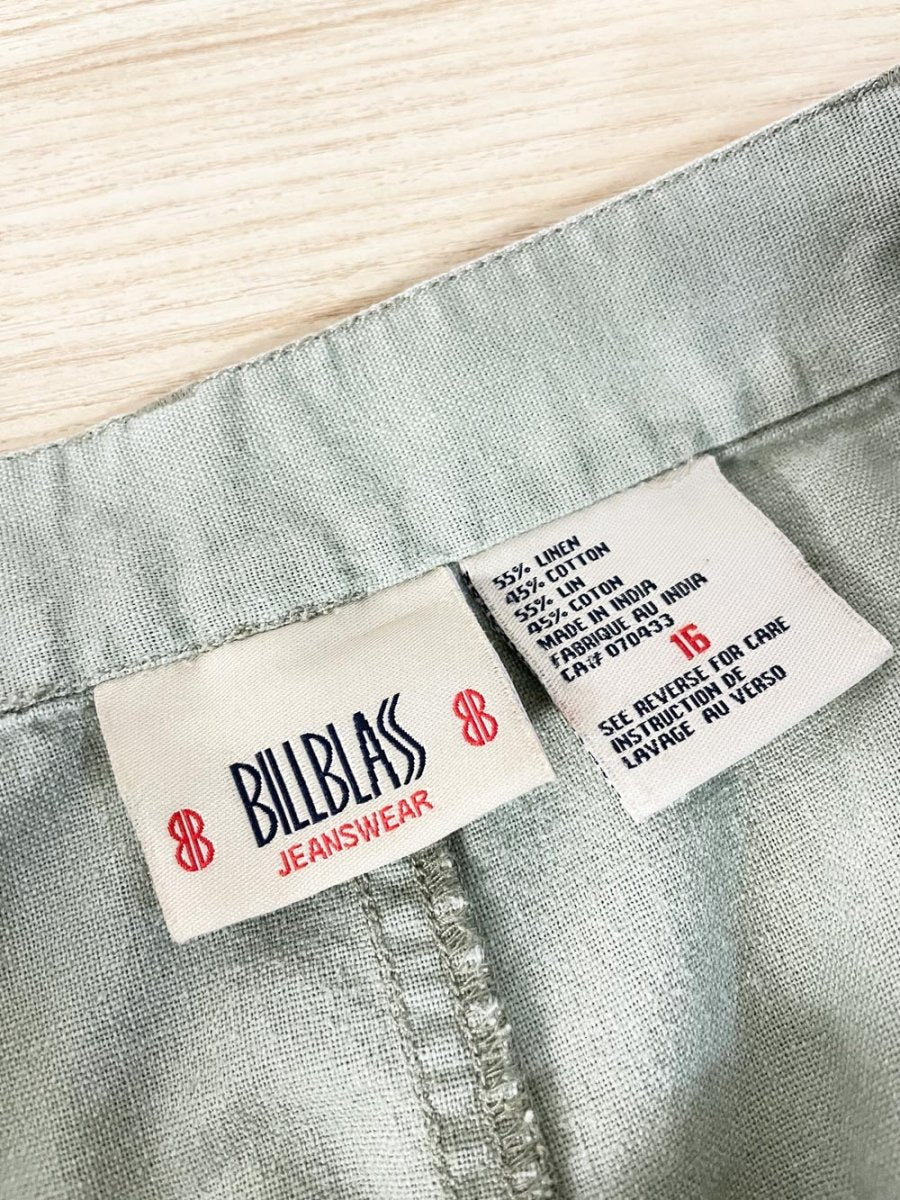 BILLBLASS
JEANSWEAR
BB
BB
55% LINEN
45% COTTON
55% LIN
45% COTON
MADE IN INDIA
FABRIQUE AU INDIA
CA# 070433
16
SEE REVERSE FOR CARE
INSTRUCTION DE
LAVAGE AU VERSO